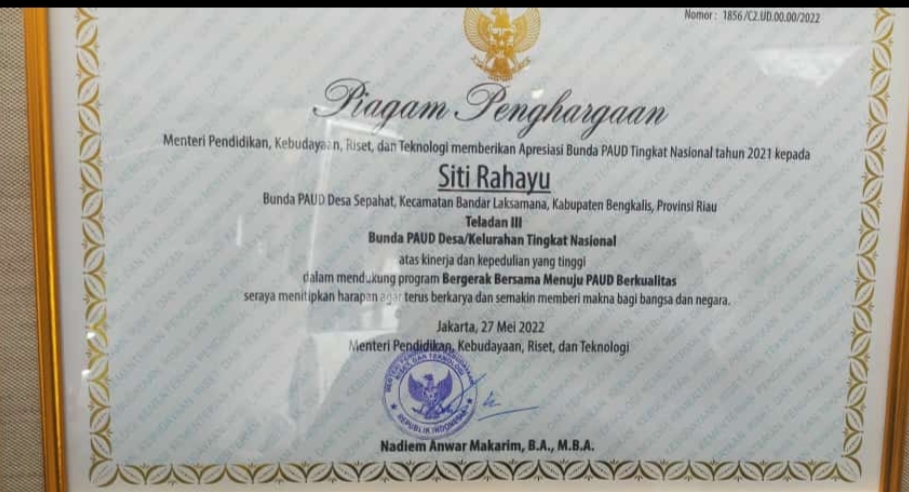 Nomor : 1856/C2.UD.00.00/2022
Piagam Penghargaan
Menteri Pendidikan, Kebudayaan, Riset, dan Teknologi memberikan Apresiasi Bunda PAUD Tingkat Nasional tahun 2021 kepada
Siti Rahayu
Bunda PAUD Desa Sepahat, Kecamatan Bandar Laksamana, Kabupaten Bengkalis, Provinsi Riau
Teladan III
Bunda PAUD Desa/Kelurahan Tingkat Nasional
atas kinerja dan kepedulian yang tinggi
dalam mendukung program Bergerak Bersama Menuju PAUD Berkualitas
seraya menitipkan harapan agar terus berkarya dan semakin memberi makna bagi bangsa dan negara.
Jakarta, 27 Mei 2022
Menteri Pendidikan, Kebudayaan, Riset, dan Teknologi
REPUBLIK INDONESIA
Nadiem Anwar Makarim, B.A., M.B.A.